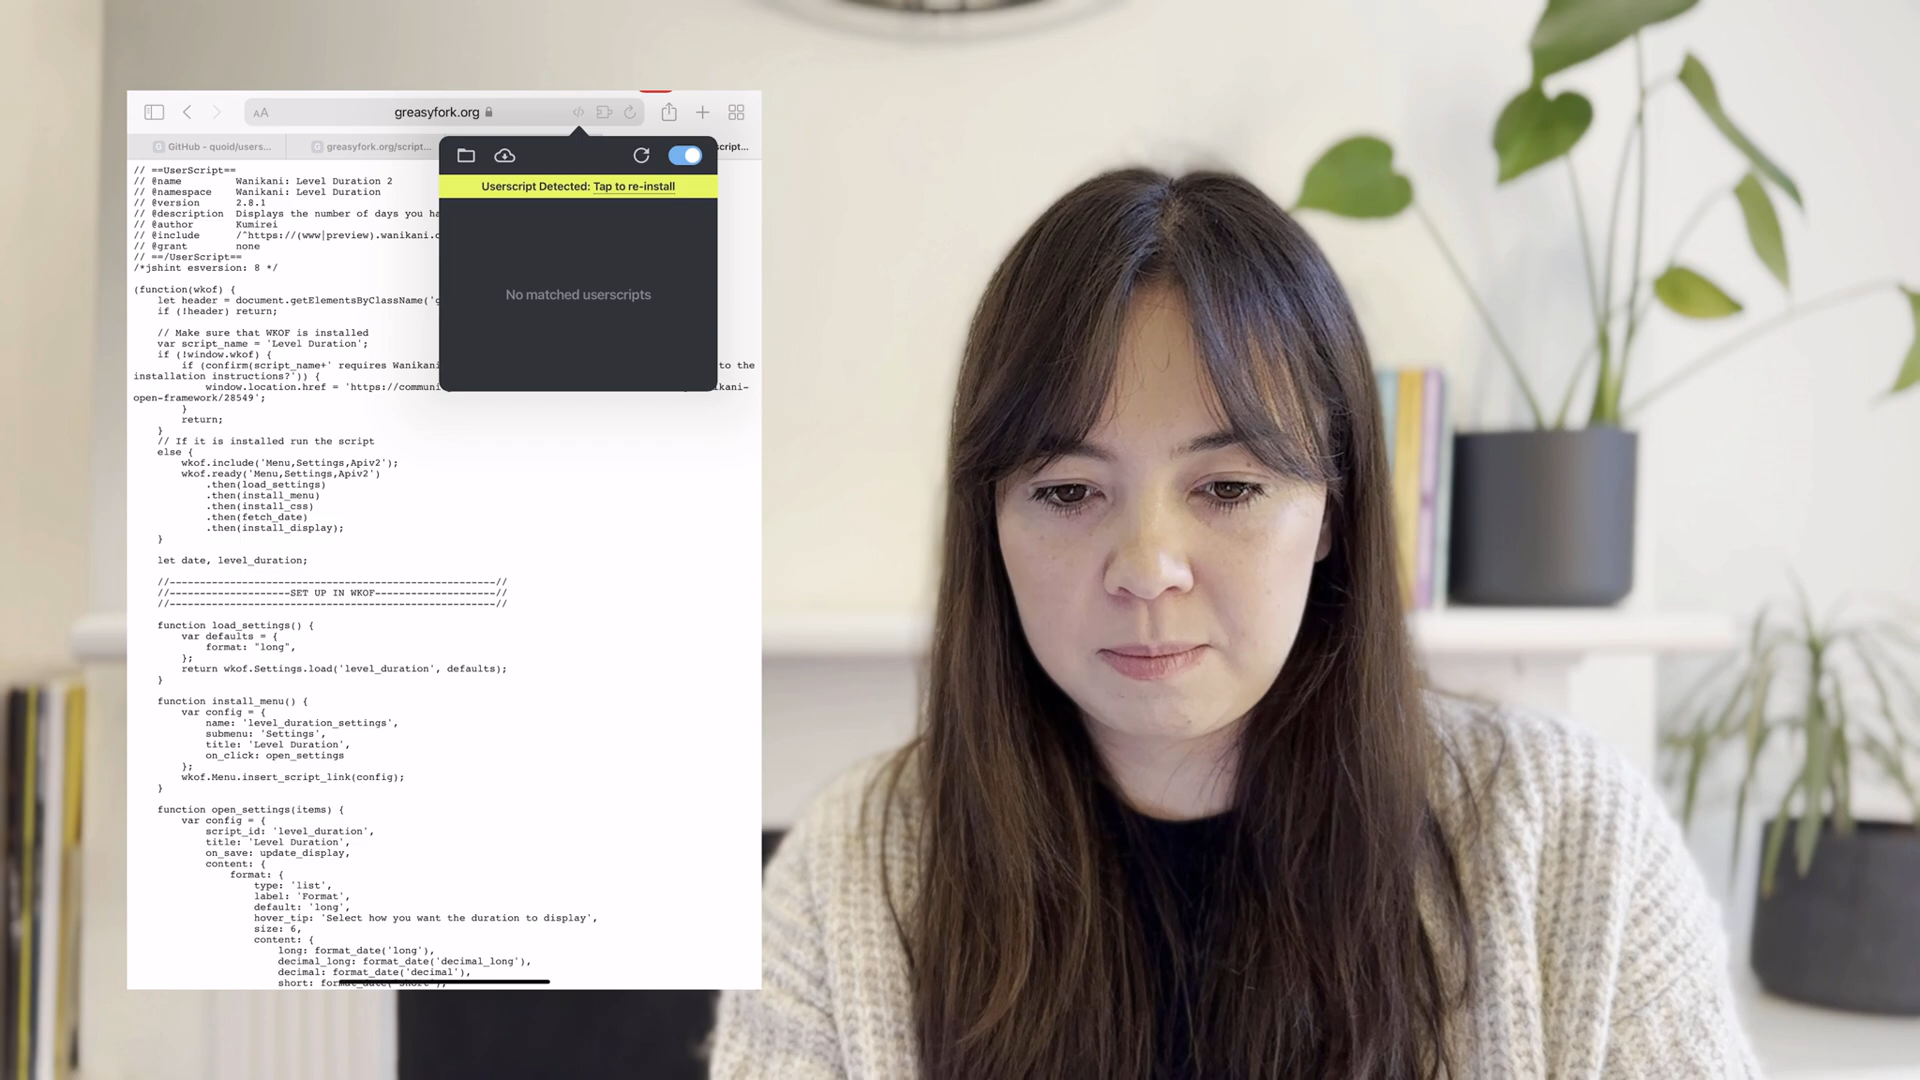 AA
greasyfork.org
GitHub - quoid/users...
greasyfork.org/script...
script...
Userscript Detected: Tap to re-install
No matched userscripts
// ==UserScript==
// @name Wanikani: Level Duration 2
// @namespace Wanikani: Level Duration
// @version 2.8.1
// @description Displays the number of days you ha
// @author Kumirei
// @include /^https://(www|preview).wanikani.c
// @grant none
// ==/UserScript==
/*jshint esversion: 8 */
(function(wkof) {
let header = document.getElementsByClassName('g
if (!header) return;
// Make sure that WKOF is installed
var script_name = 'Level Duration';
if (!window.wkof) {
if (confirm(script_name+' requires Wanikani to the
installation instructions?')) {
window.location.href = 'https://communi kani-
open-framework/28549';
}
return;
}
// If it is installed run the script
else {
wkof.include('Menu,Settings,Apiv2');
wkof.ready('Menu,Settings,Apiv2')
.then(load_settings)
.then(install_menu)
.then(install_css)
.then(fetch_date)
.then(install_display);
}
let date, level_duration;
//------------------------------------------------------//
//--------------------SET UP IN WKOF--------------------//
//------------------------------------------------------//
function load_settings() {
var defaults = {
format: "long",
};
return wkof.Settings.load('level_duration', defaults);
}
function install_menu() {
var config = {
name: 'level_duration_settings',
submenu: 'Settings',
title: 'Level Duration',
on_click: open_settings
};
wkof.Menu.insert_script_link(config);
}
function open_settings(items) {
var config = {
script_id: 'level_duration',
title: 'Level Duration',
on_save: update_display,
content: {
format: {
type: 'list',
label: 'Format',
default: 'long',
hover_tip: 'Select how you want the duration to display',
size: 6,
content: {
long: format_date('long'),
decimal_long: format_date('decimal_long'),
decimal: format_date('decimal'),
short: format_date('short'),